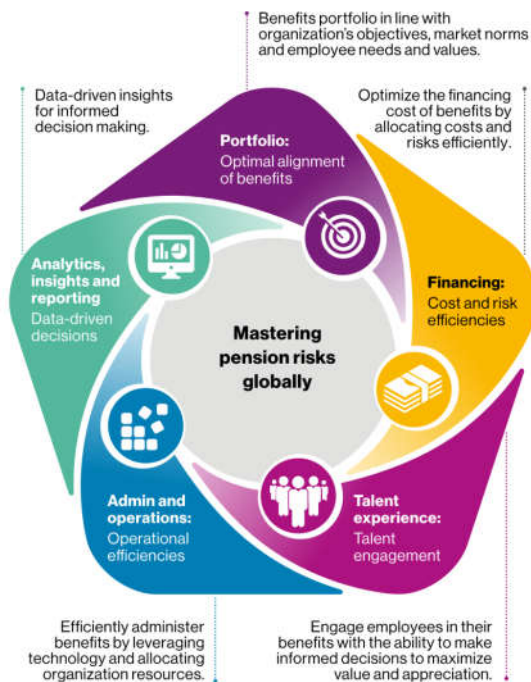 Benefits portfolio in line with
organization's objectives, market norms
and employee needs and values.
Data-driven insights
for informed
decision making.
Optimize the financing
cost of benefits by
allocating costs and
risks efficiently.
Portfolio:
Optimal alignment
of benefits
Analytics,
insights and
reporting
Data-driven
decisions
Financing:
Cost and risk
efficiencies
Mastering
pension risks
globally
Admin and
operations:
Operational
efficiencies
Talent
experience:
Talent
engagement
Efficiently administer
benefits by leveraging
technology and allocating
organization resources.
Engage employees in their
benefits with the ability to make
informed decisions to maximize
value and appreciation.